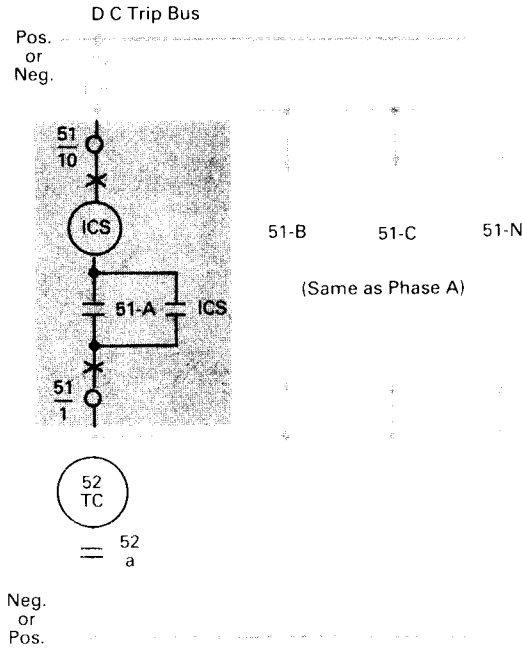 D C Trip Bus
Pos.
or
Neg.
51
10
ICS
51-A
ICS
51-B
51-C
51-N
(Same as Phase A)
51
1
52
TC
52
a
Neg.
or
Pos.